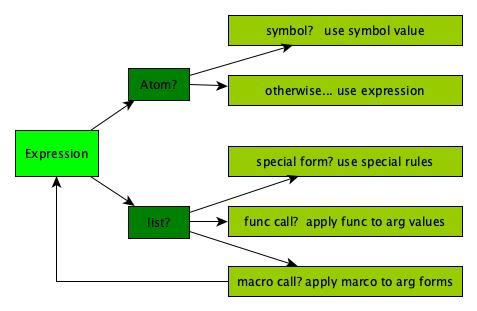 symbol? use symbol value
Atom?
otherwise... use expression
Expression
special form? use special rules
list?
func call? apply func to arg values
macro call? apply marco to arg forms